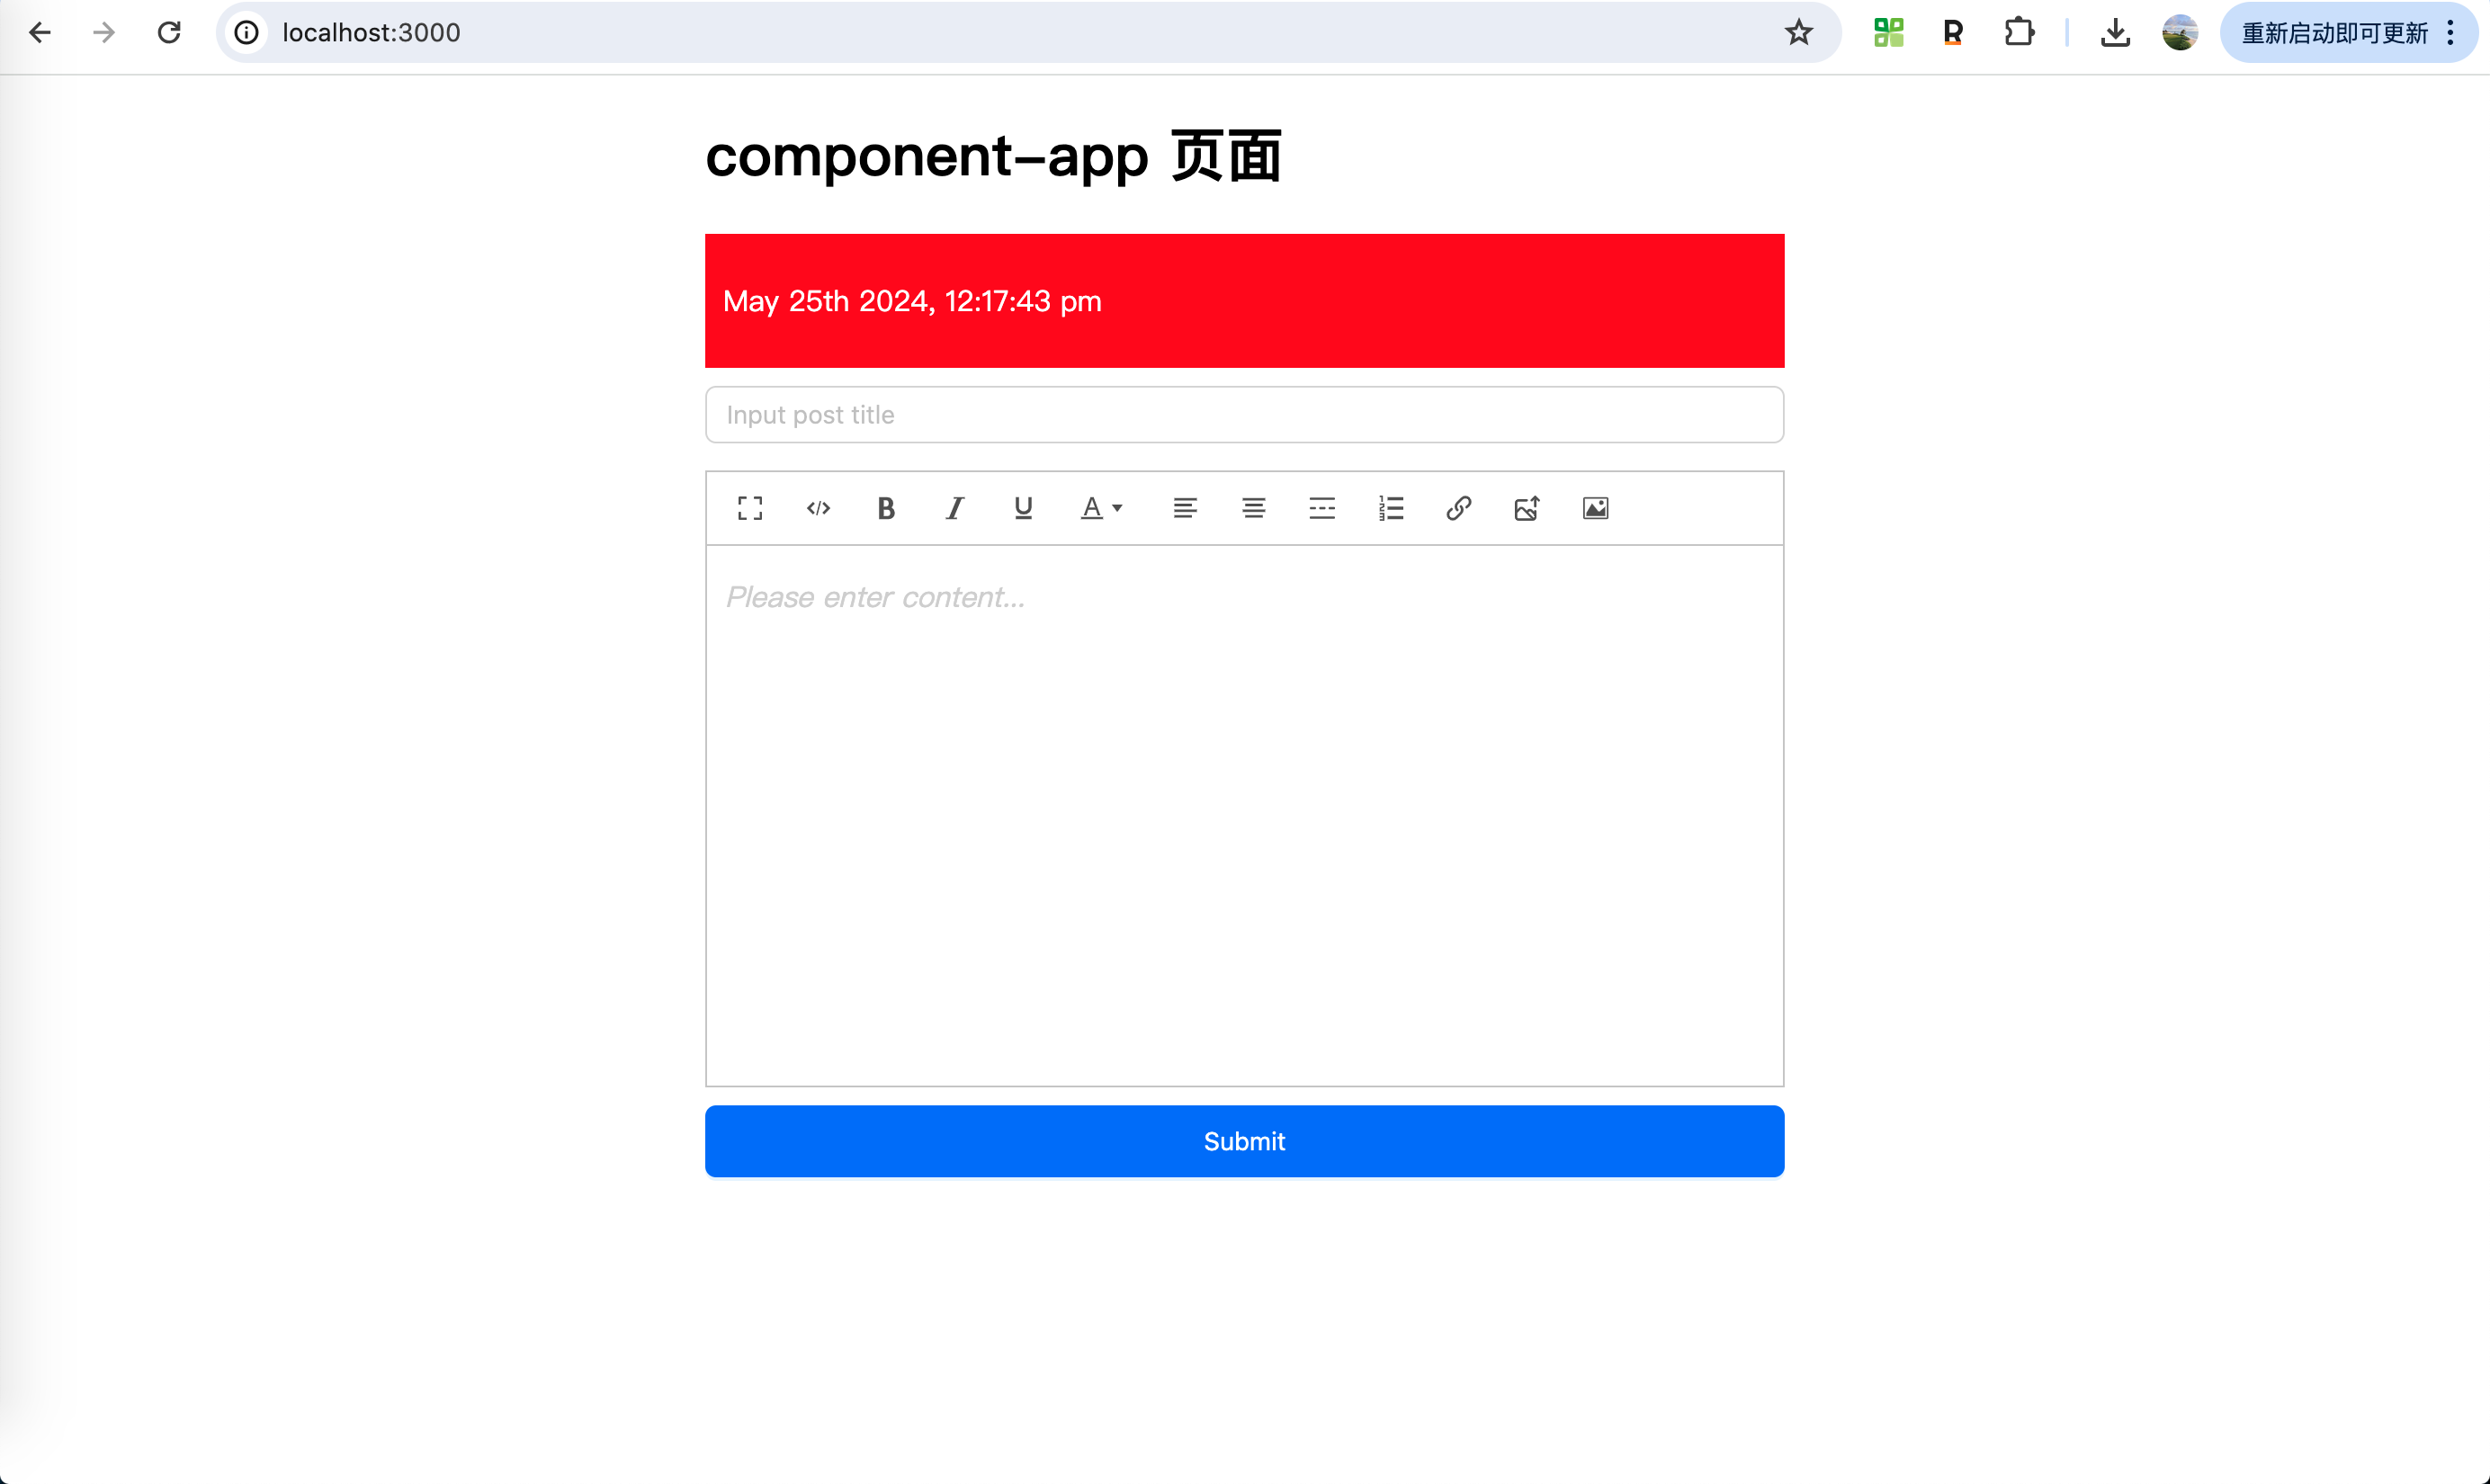 localhost:3000
重新启动即可更新
component-app 页面
May 25th 2024, 12:17:43 pm
Input post title
Please enter content...
Submit